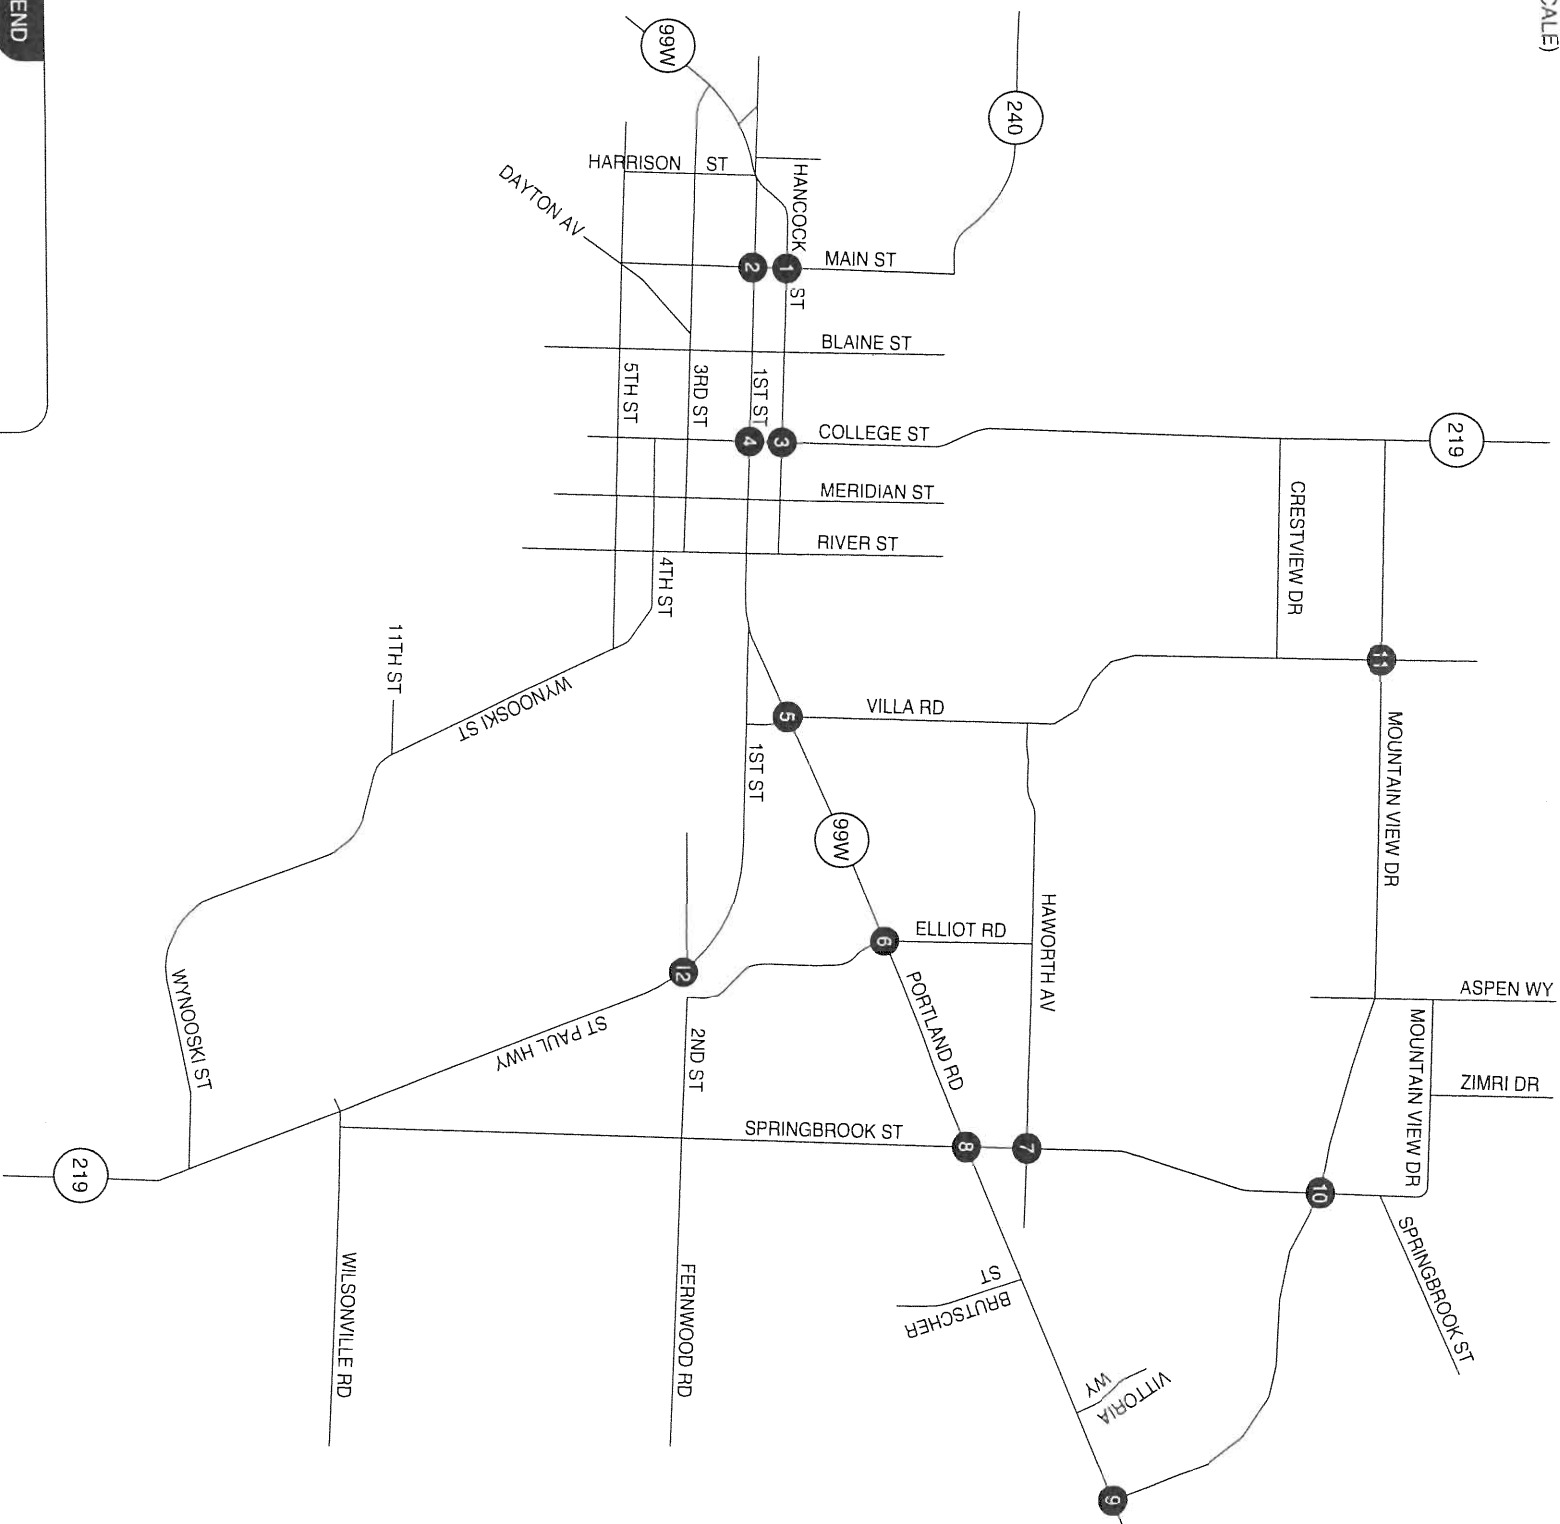 CALE)
END
99W
240
HARRISON ST
HANCOCK ST
DAYTON AV
MAIN ST
2
1
BLAINE ST
5TH ST
3RD ST
1ST ST
4
3
COLLEGE ST
219
MERIDIAN ST
CRESTVIEW DR
RIVER ST
4TH ST
11TH ST
WYNOOSKI ST
11
5
VILLA RD
MOUNTAIN VIEW DR
1ST ST
99W
HAWORTH AV
6
ELLIOT RD
12
PORTLAND RD
ASPEN WY
WYNOOSKI ST
ST PAUL HWY
2ND ST
MOUNTAIN VIEW DR
ZIMRI DR
SPRINGBROOK ST
8
7
219
10
SPRINGBROOK ST
WILSONVILLE RD
FERNWOOD RD
BRUTSCHER
ST
VITTORIA
WY
9